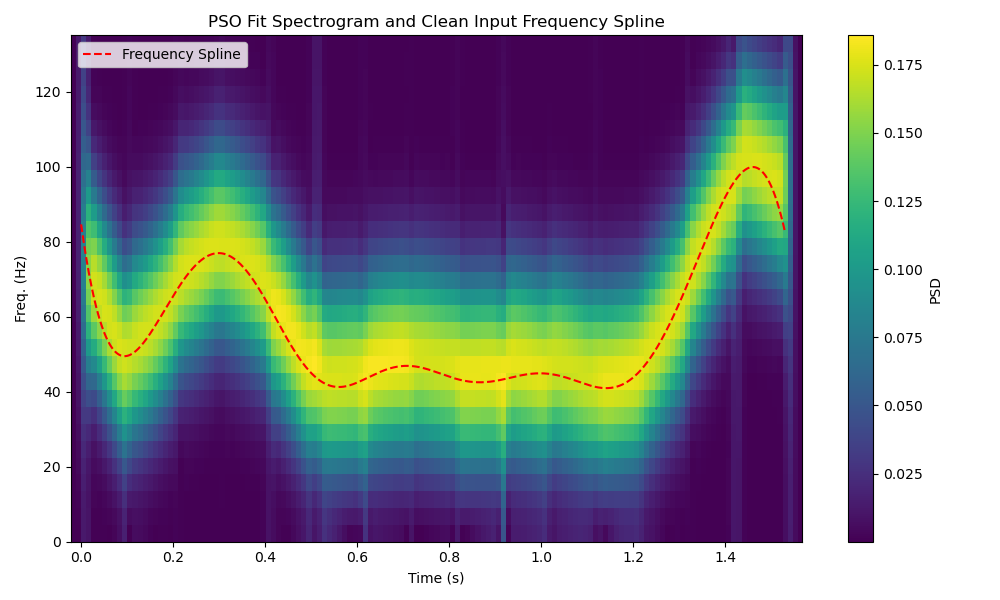 PSO Fit Spectrogram and Clean Input Frequency Spline
Frequency Spline
Freq. (Hz)
120
100
80
60
40
20
0
0.0 0.2 0.4 0.6 0.8 1.0 1.2 1.4
Time (s)
0.175
0.150
0.125
0.100
0.075
0.050
0.025
PSD